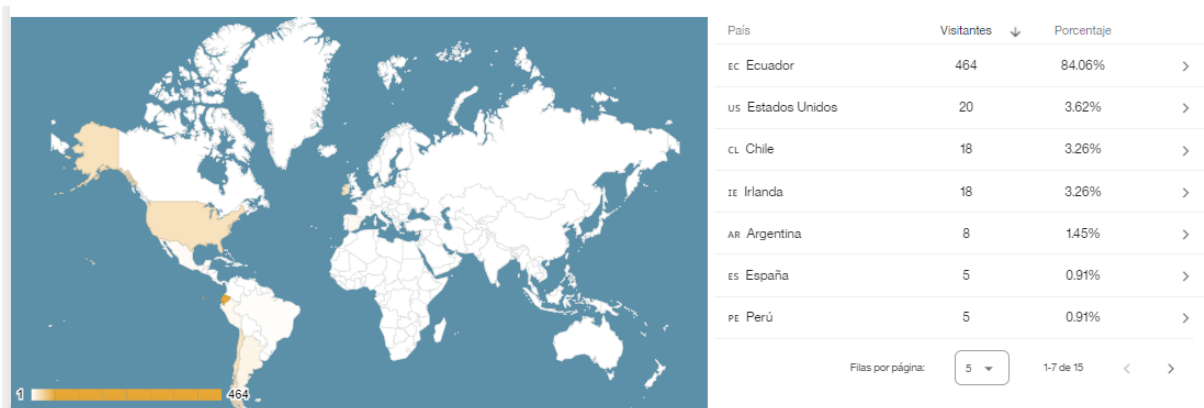 País Visitantes Porcentaje
EC Ecuador 464 84.06%
US Estados Unidos 20 3.62%
CL Chile 18 3.26%
IE Irlanda 18 3.26%
AR Argentina 8 1.45%
ES España 5 0.91%
PE Perú 5 0.91%
Filas por página: 5 1-7 de 15
1 464